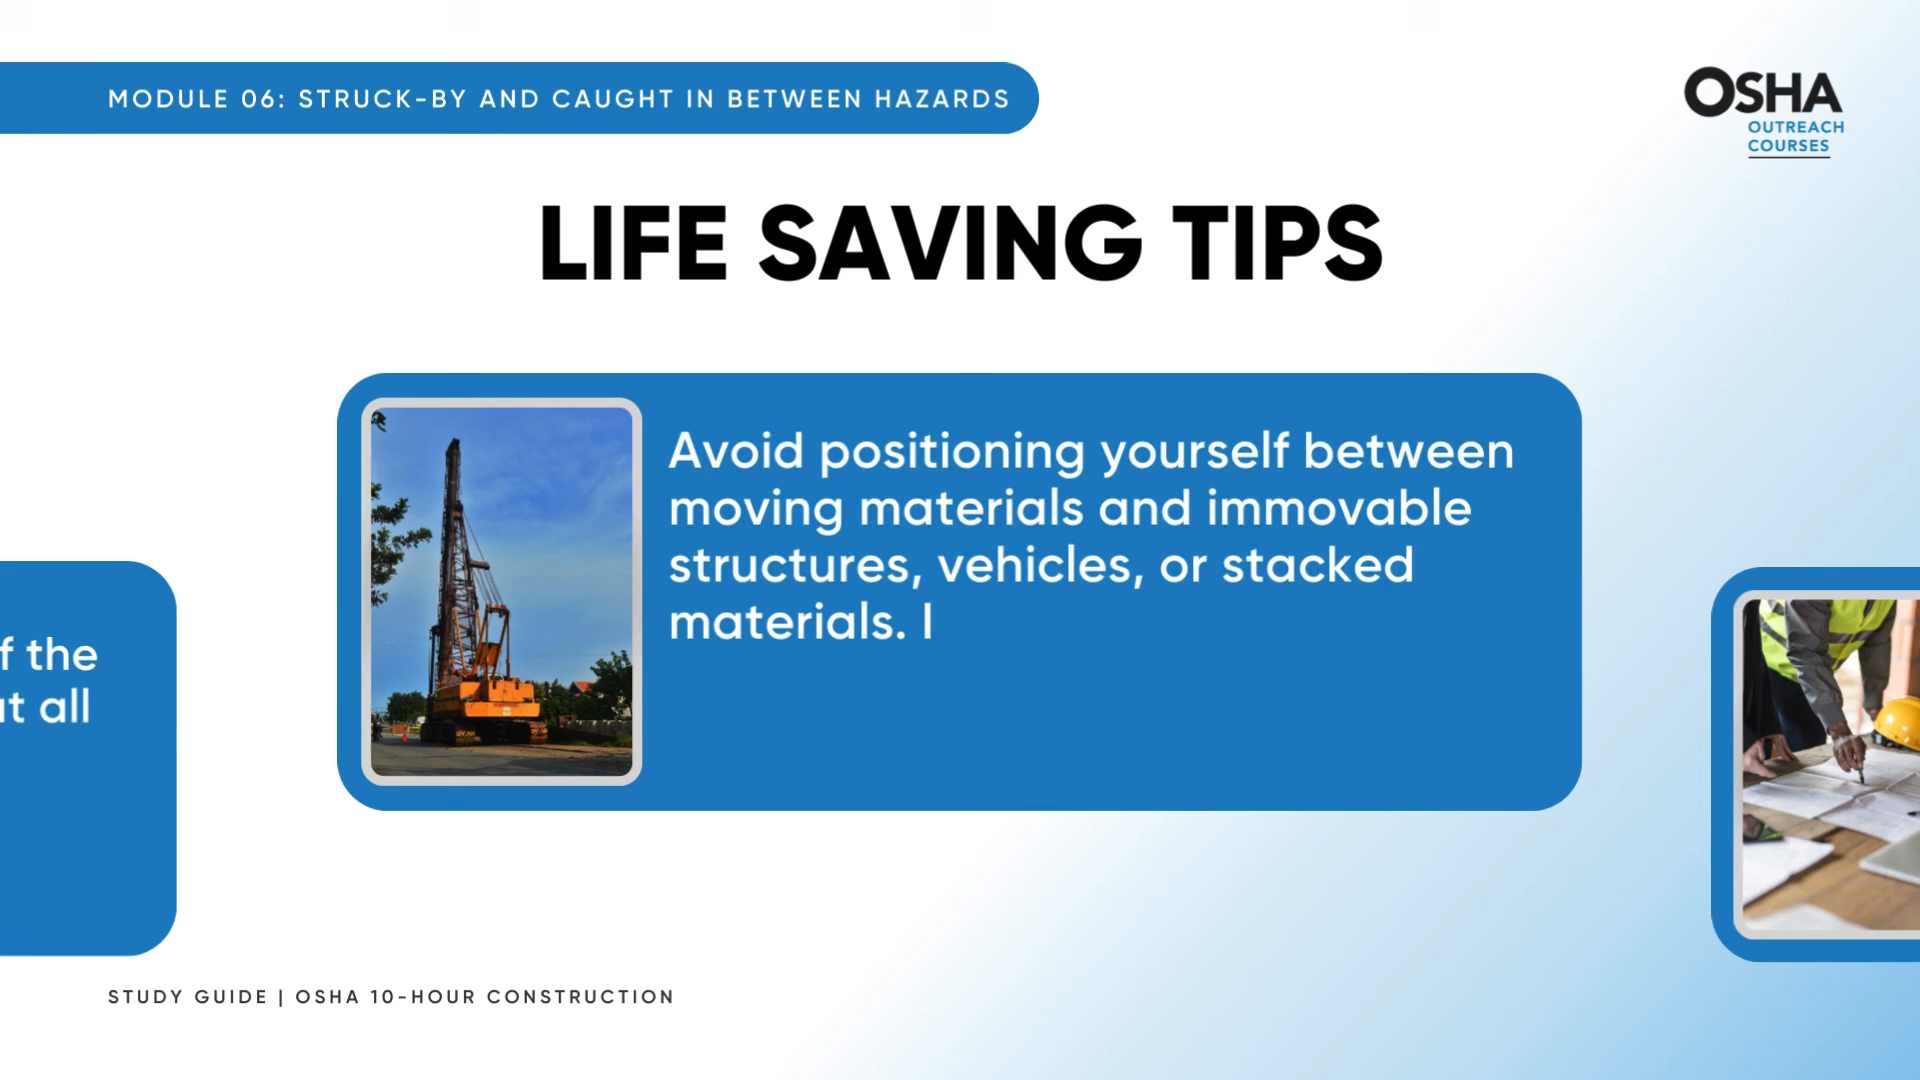 MODULE 06: STRUCK-BY AND CAUGHT IN BETWEEN HAZARDS
OSHA
OUTREACH
COURSES
LIFE SAVING TIPS
Avoid positioning yourself between
moving materials and immovable
structures, vehicles, or stacked
materials. I
f the
at all
STUDY GUIDE | OSHA 10-HOUR CONSTRUCTION